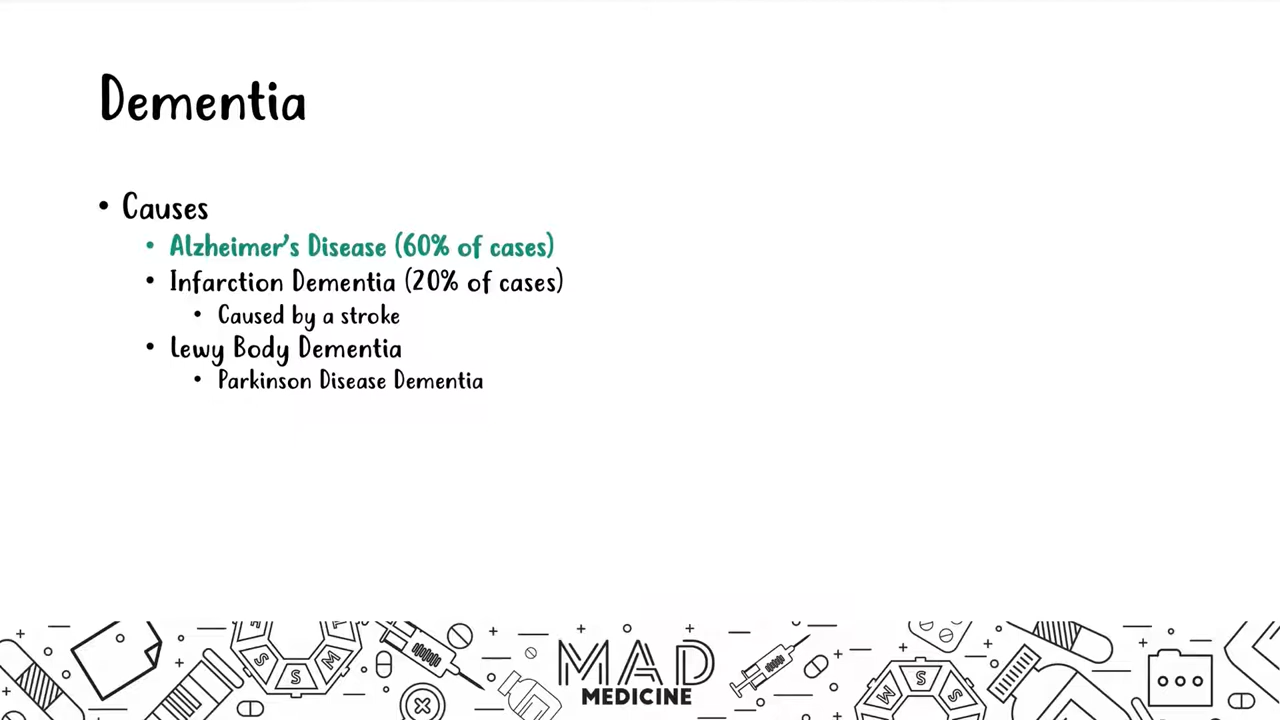 Dementia
• Causes
• Alzheimer's Disease (60% of cases)
• Infarction Dementia (20% of cases)
• Caused by a stroke
• Lewy Body Dementia
• Parkinson Disease Dementia
S
S
M
MAD
MEDICINE
M
S
S